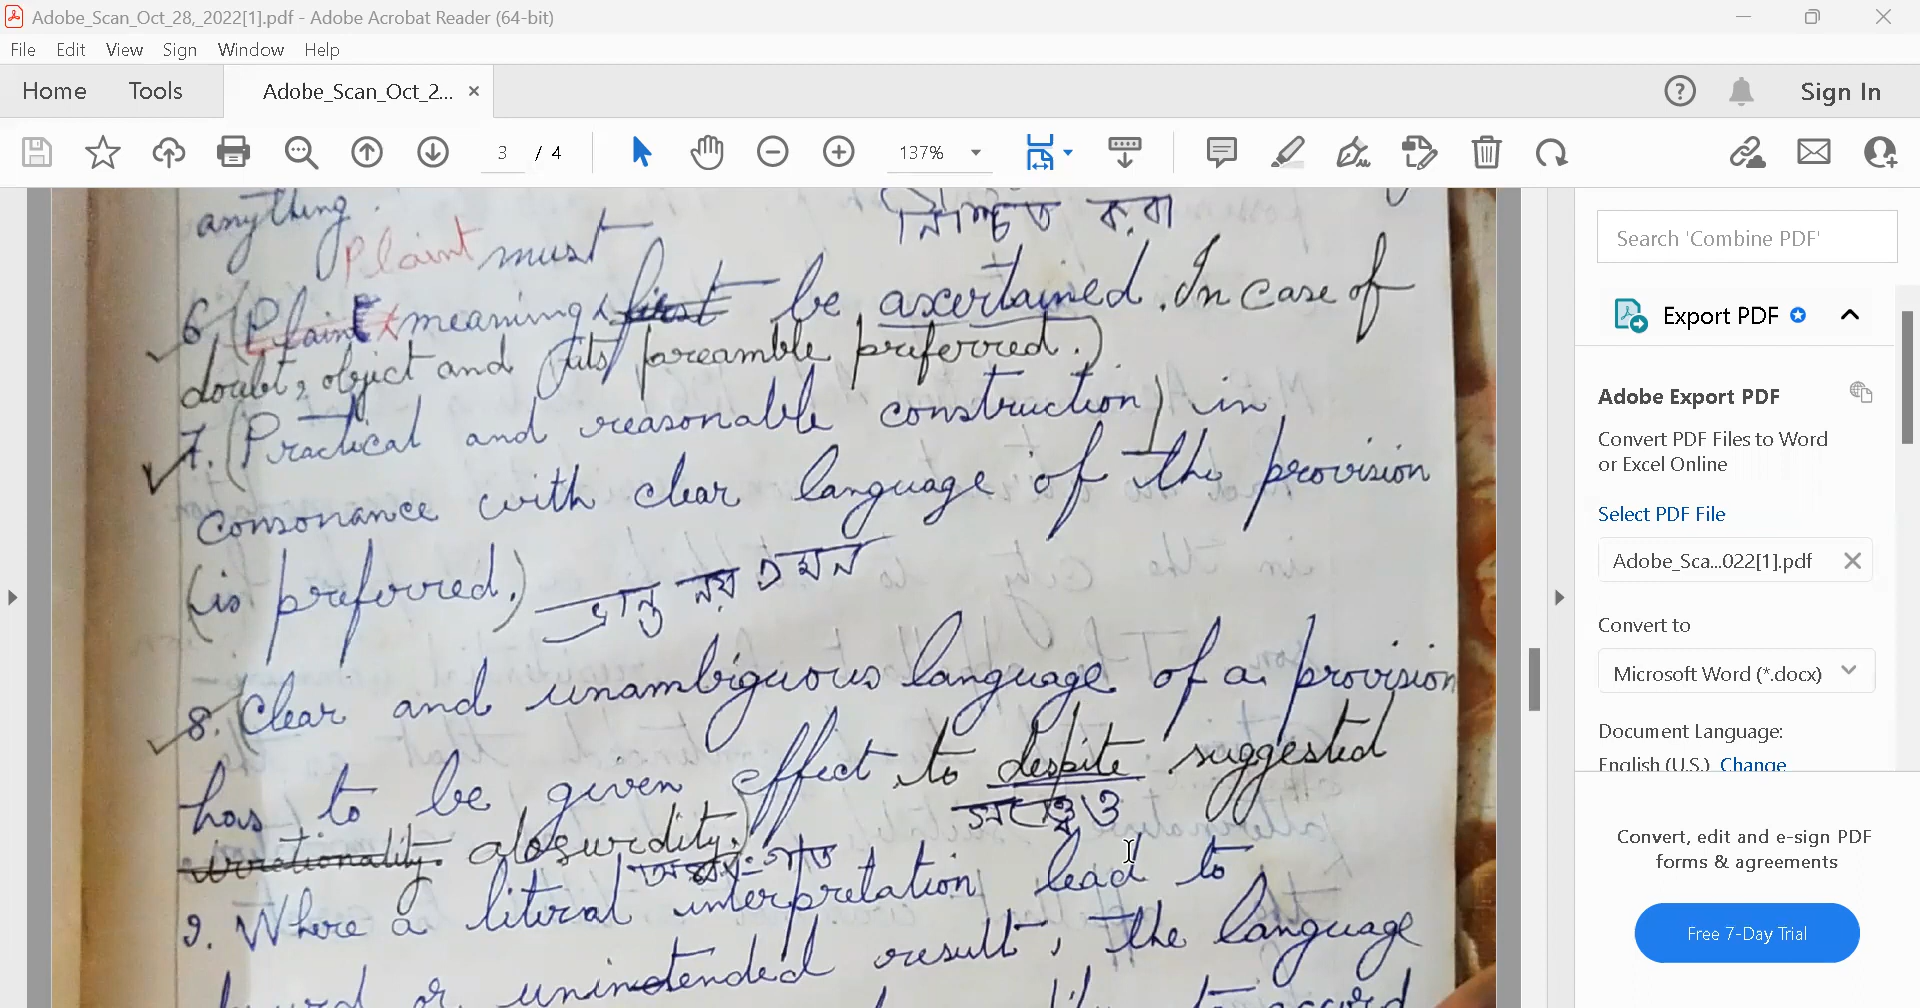 Adobe_Scan_Oct_28,_2022[1].pdf - Adobe Acrobat Reader (64-bit)
File Edit View Sign Window Help
Home Tools Adobe_Scan_Oct_2... × Sign In
3 / 4 137%
anything. নিশ্চিত করা
Plaint must
6. (Plaint meaning first be ascertained. In case of
doubt, object and its preamble preferred.)
7. (Practical and reasonable construction) in
consonance with clear language of the provision
(is preferred.) ভ্রান্ত নয় এমন
8. (Clear and unambiguous language of a provision
has to be given effect to despite suggested
সত্ত্বেও
irrationality. absurdity.)
9. Where a literal interpretation lead to
or unintended result, the language
Search 'Combine PDF'
Export PDF
Adobe Export PDF
Convert PDF Files to Word
or Excel Online
Select PDF File
Adobe_Sca...022[1].pdf
Convert to
Microsoft Word (*.docx)
Document Language:
English (U.S.) Change
Convert, edit and e-sign PDF
forms & agreements
Free 7-Day Trial